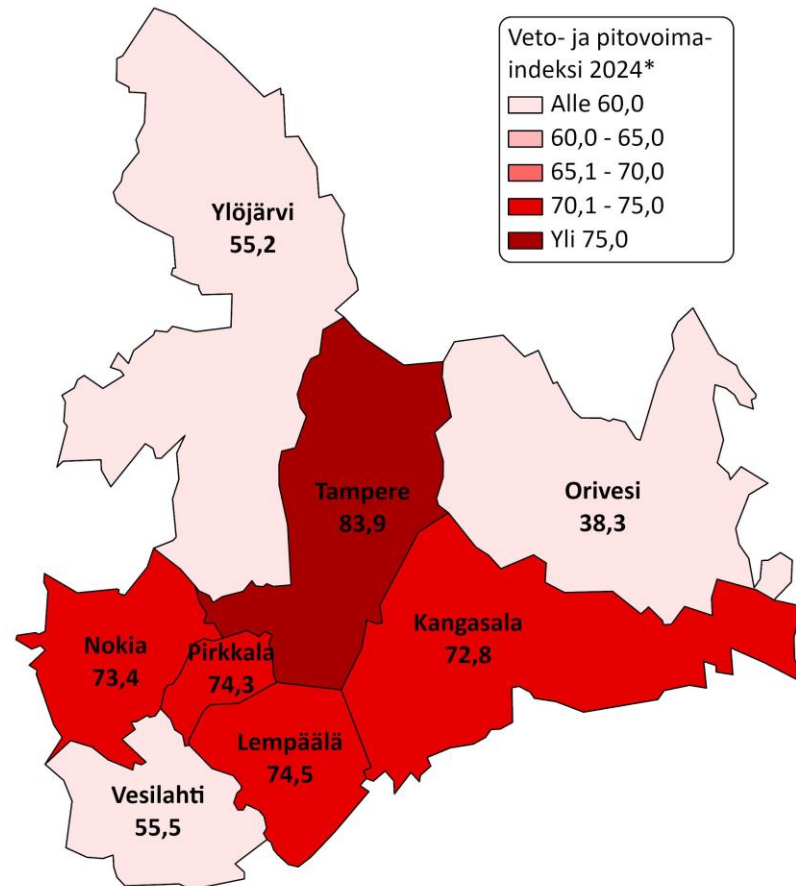 Veto- ja pitovoima-
indeksi 2024*
Alle 60,0
60,0 - 65,0
65,1 - 70,0
70,1 - 75,0
Yli 75,0
Ylöjärvi
55,2
Tampere
83,9
Orivesi
38,3
Nokia
73,4
Pirkkala
74,3
Kangasala
72,8
Lempäälä
74,5
Vesilahti
55,5